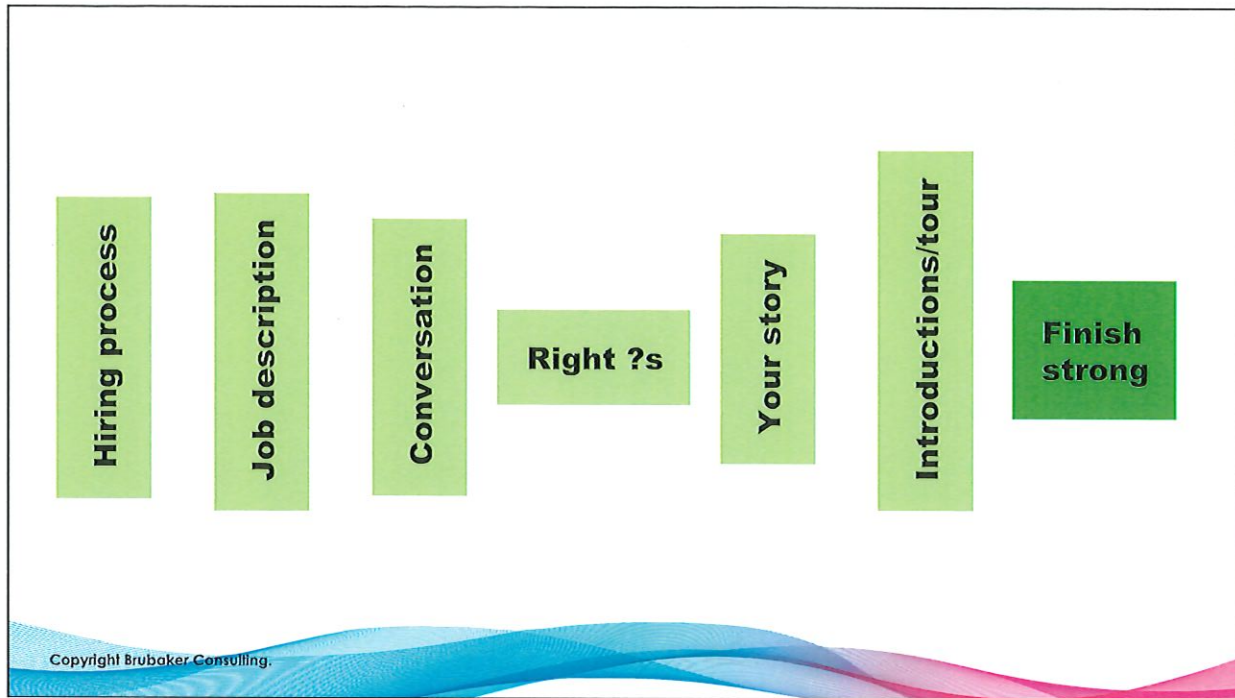 Hiring process
Job description
Conversation
Right ?s
Your story
Introductions/tour
Finish
strong
Copyright Brubaker Consulting.